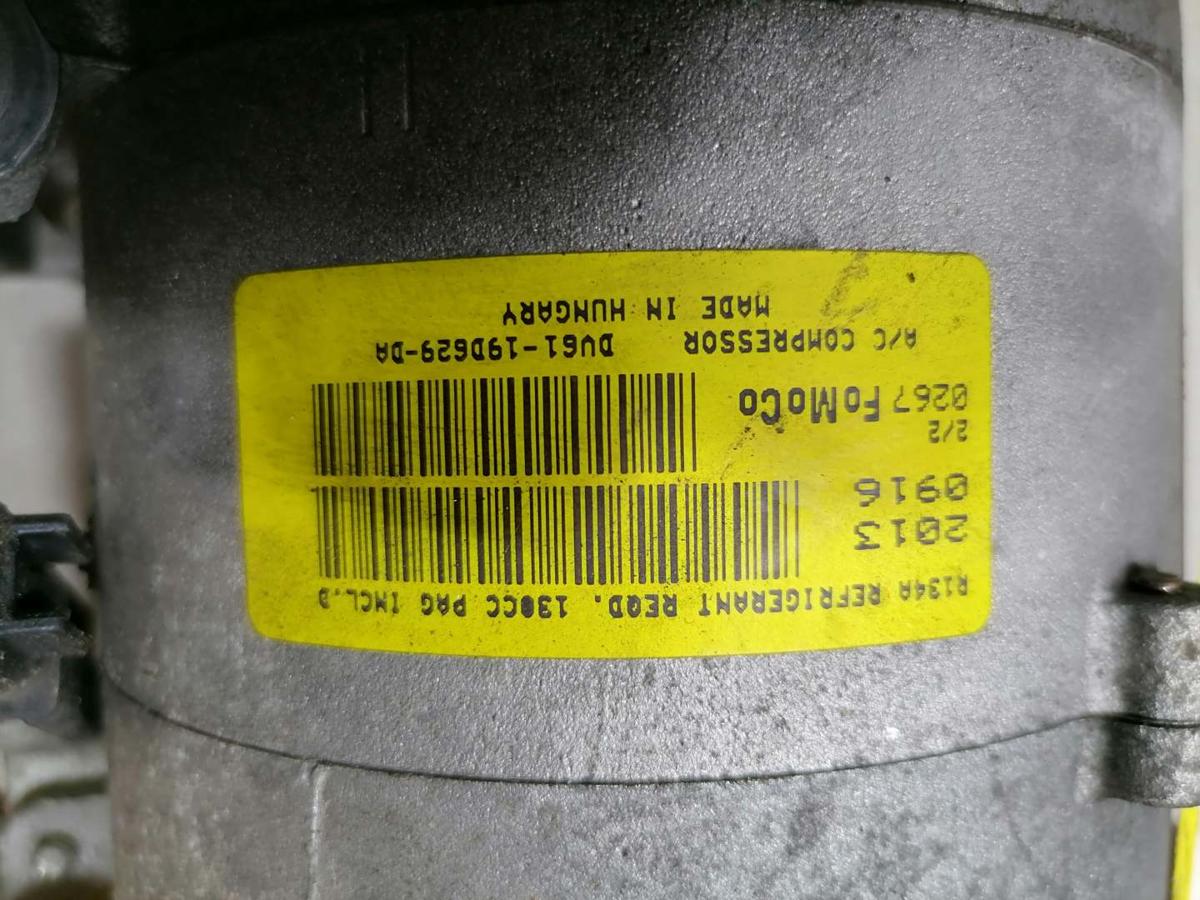 R134A REFRIGERANT REQD. 130CC PAG INCL.D
2013
0916
2/2
0267 FoMoCo
A/C COMPRESSOR DV61-19D629-DA
MADE IN HUNGARY